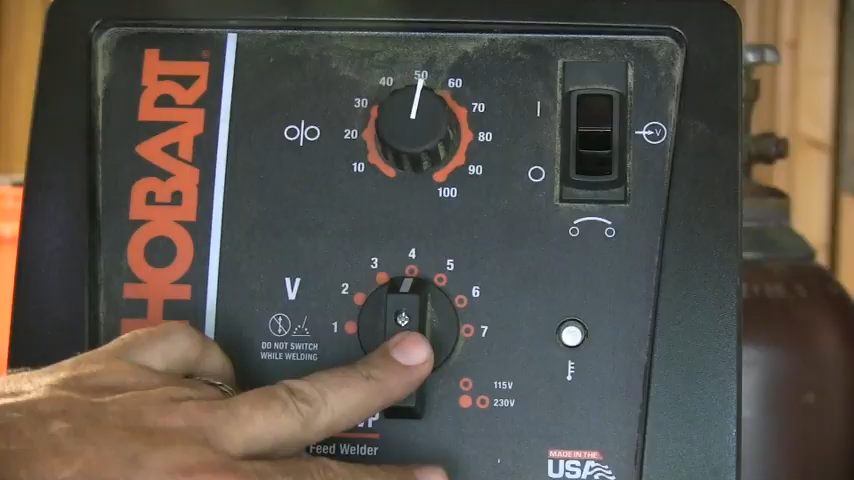 HOBART
10
20
30
40
50
60
70
80
90
100
V
V
DO NOT SWITCH
WHILE WELDING
1
2
3
4
5
6
7
115V
230V
Feed Welder
MADE IN THE
USA